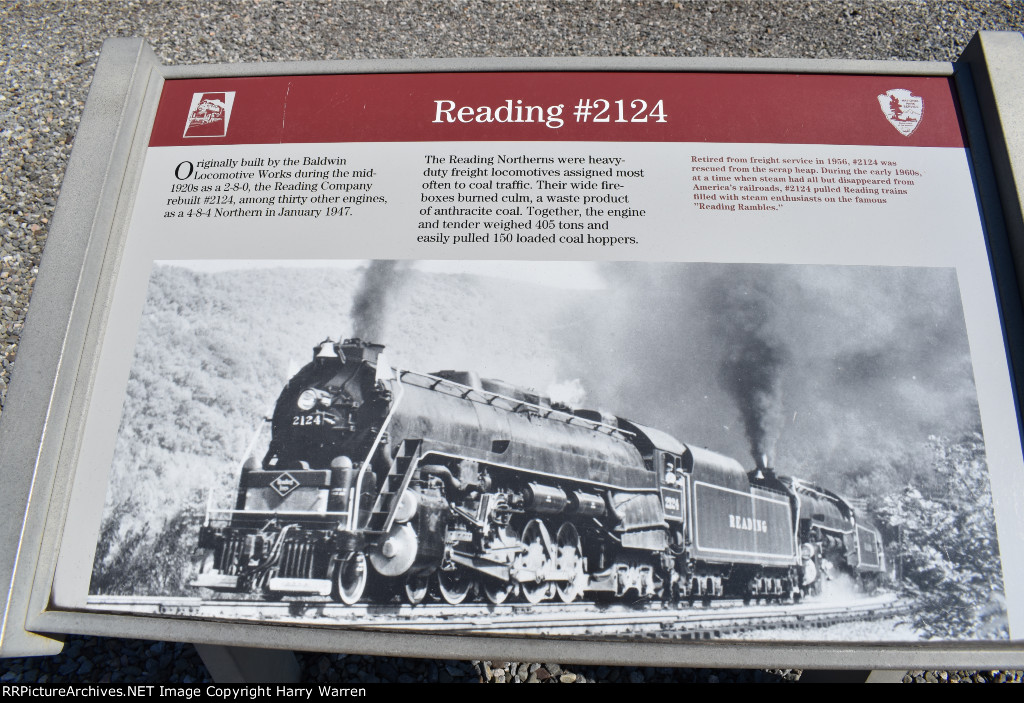 Reading #2124
Originally built by the Baldwin
Locomotive Works during the mid-
1920s as a 2-8-0, the Reading Company
rebuilt #2124, among thirty other engines,
as a 4-8-4 Northern in January 1947.
The Reading Northerns were heavy-
duty freight locomotives assigned most
often to coal traffic. Their wide fire-
boxes burned culm, a waste product
of anthracite coal. Together, the engine
and tender weighed 405 tons and
easily pulled 150 loaded coal hoppers.
Retired from freight service in 1956, #2124 was
rescued from the scrap heap. During the early 1960s,
at a time when steam had all but disappeared from
America's railroads, #2124 pulled Reading trains
filled with steam enthusiasts on the famous
"Reading Rambles."
2124
READING
RRPictureArchives.NET Image Copyright Harry Warren